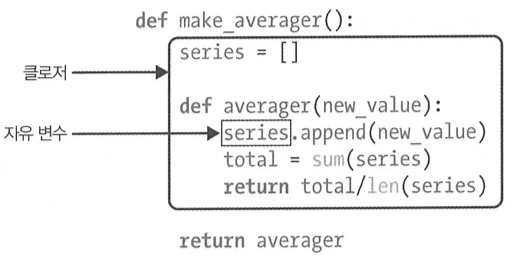 def make_averager():
클로저
series = []
def averager(new_value):
자유 변수
series.append(new_value)
total = sum(series)
return total/len(series)
return averager